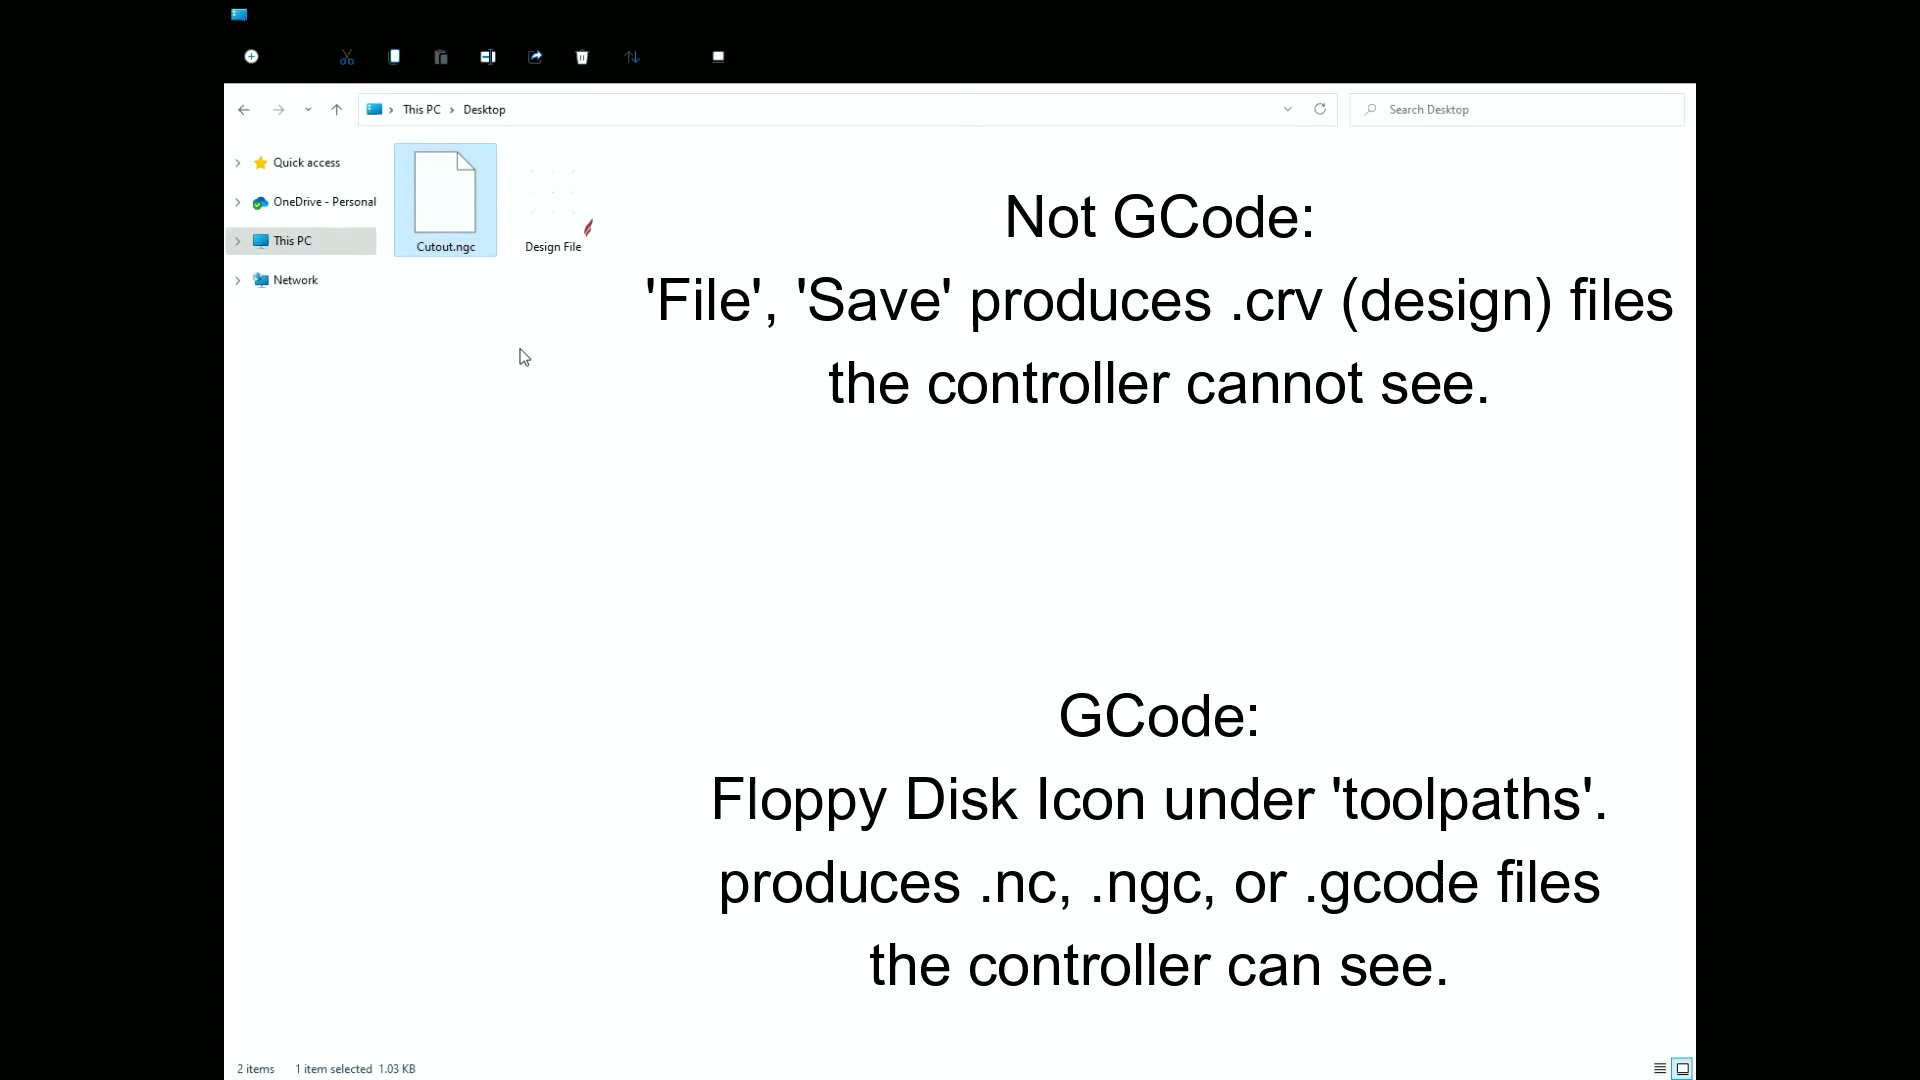 This PC › Desktop
Search Desktop
Quick access
OneDrive - Personal
This PC
Network
Cutout.ngc
Design File
Not GCode:
'File', 'Save' produces .crv (design) files
the controller cannot see.
GCode:
Floppy Disk Icon under 'toolpaths'.
produces .nc, .ngc, or .gcode files
the controller can see.
2 items 1 item selected 1.03 KB